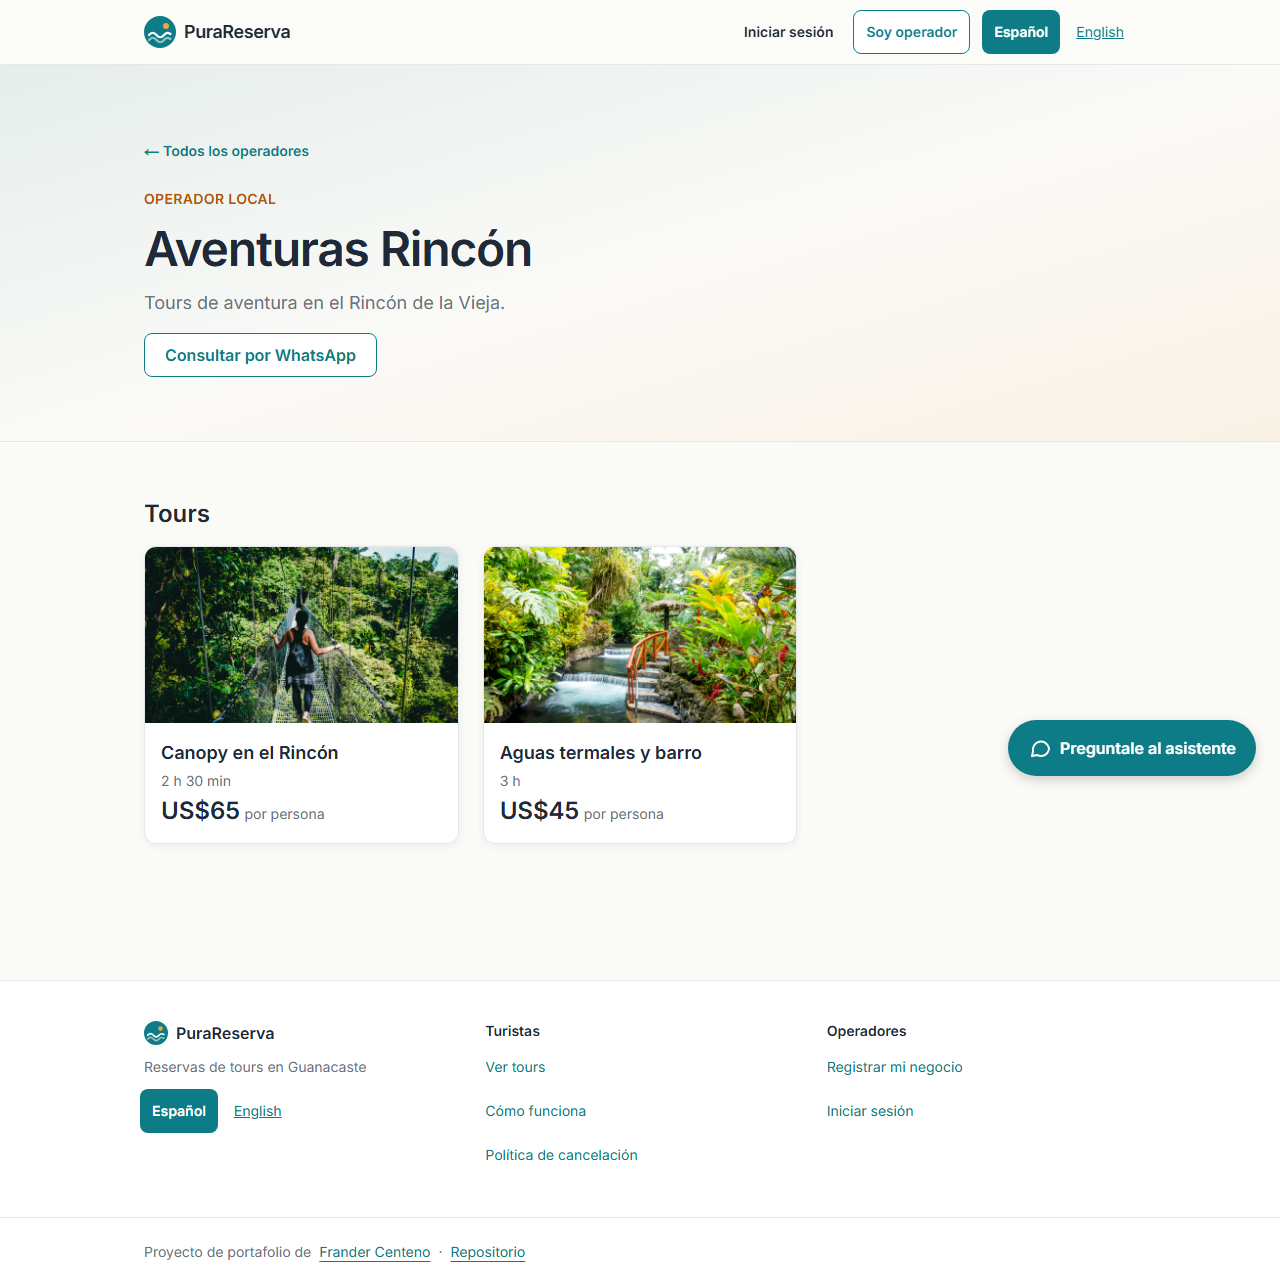 PuraReserva
Iniciar sesión
Soy operador
Español
English
← Todos los operadores
OPERADOR LOCAL
Aventuras Rincón
Tours de aventura en el Rincón de la Vieja.
Consultar por WhatsApp
Tours
Canopy en el Rincón
2 h 30 min
US$65 por persona
Aguas termales y barro
3 h
US$45 por persona
Preguntale al asistente
PuraReserva
Reservas de tours en Guanacaste
Español
English
Turistas
Ver tours
Cómo funciona
Política de cancelación
Operadores
Registrar mi negocio
Iniciar sesión
Proyecto de portafolio de Frander Centeno · Repositorio